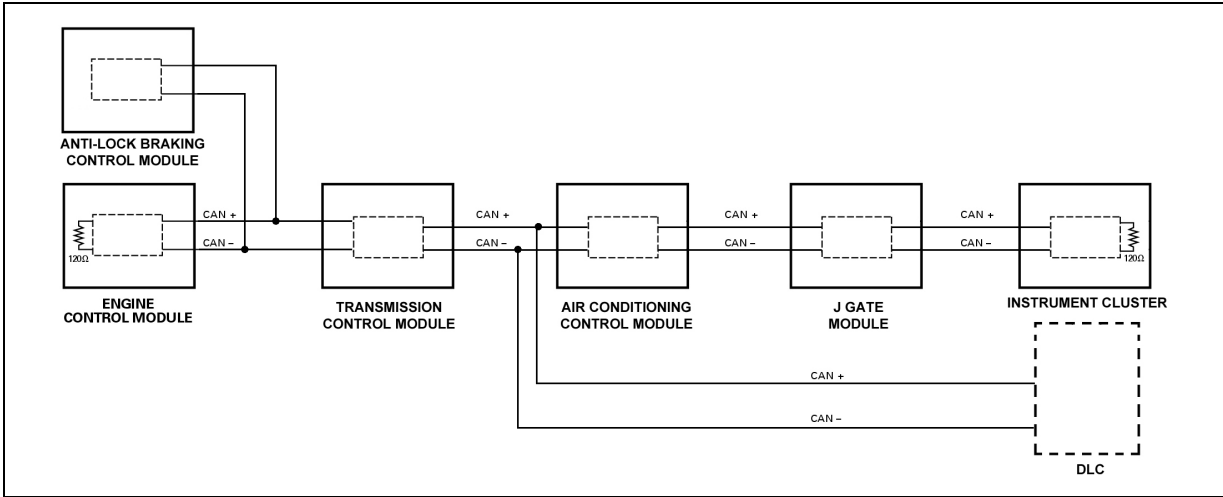 ANTI-LOCK BRAKING
CONTROL MODULE
CAN +
CAN –
120Ω
ENGINE
CONTROL MODULE
CAN +
CAN –
TRANSMISSION
CONTROL MODULE
CAN +
CAN –
AIR CONDITIONING
CONTROL MODULE
CAN +
CAN –
J GATE
MODULE
120Ω
INSTRUMENT CLUSTER
CAN +
CAN –
DLC